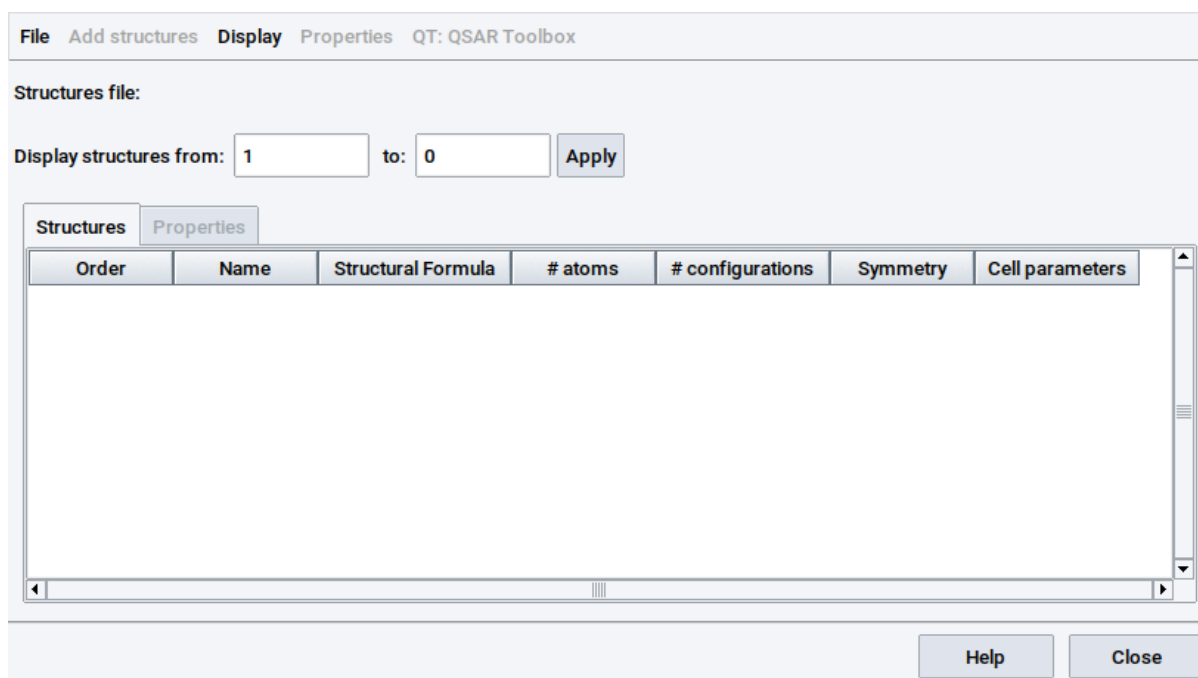 File Add structures Display Properties QT: QSAR Toolbox
Structures file:
Display structures from: 1 to: 0 Apply
Structures Properties
Order Name Structural Formula # atoms # configurations Symmetry Cell parameters
Help Close